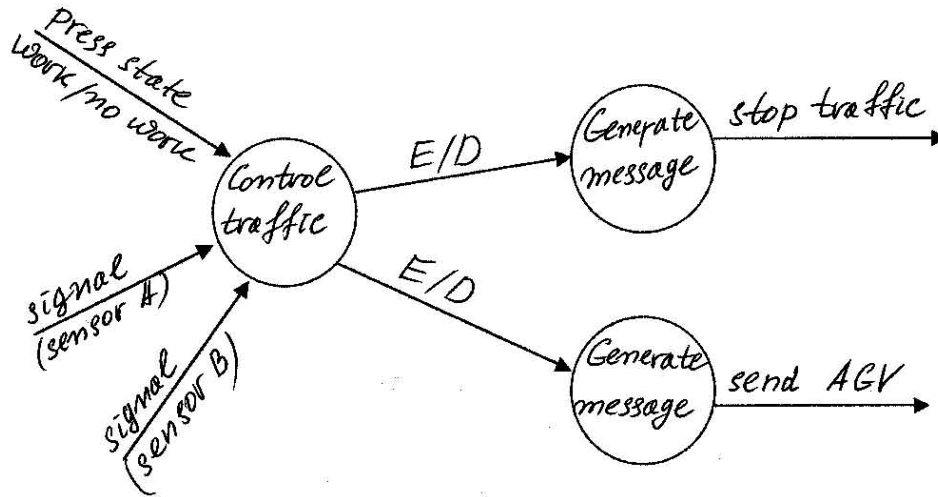 press state
work/no work
signal
(sensor A)
signal
(sensor B)
Control
traffic
E/D
E/D
Generate
message
stop traffic
Generate
message
send AGV